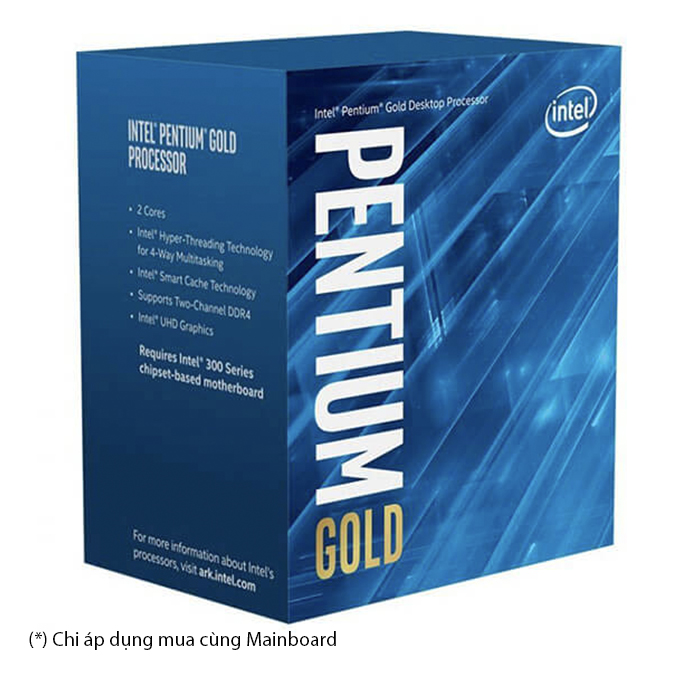 INTEL® PENTIUM® GOLD
PROCESSOR
• 2 Cores
• Intel® Hyper-Threading Technology
for 4-Way Multitasking
• Intel® Smart Cache Technology
• Supports Two-Channel DDR4
• Intel® UHD Graphics
Requires Intel® 300 Series
chipset-based motherboard
For more information about Intel's
processors, visit ark.intel.com
Intel® Pentium® Gold Desktop Processor
intel®
PENTIUM
GOLD
(*) Chi áp dụng mua cùng Mainboard